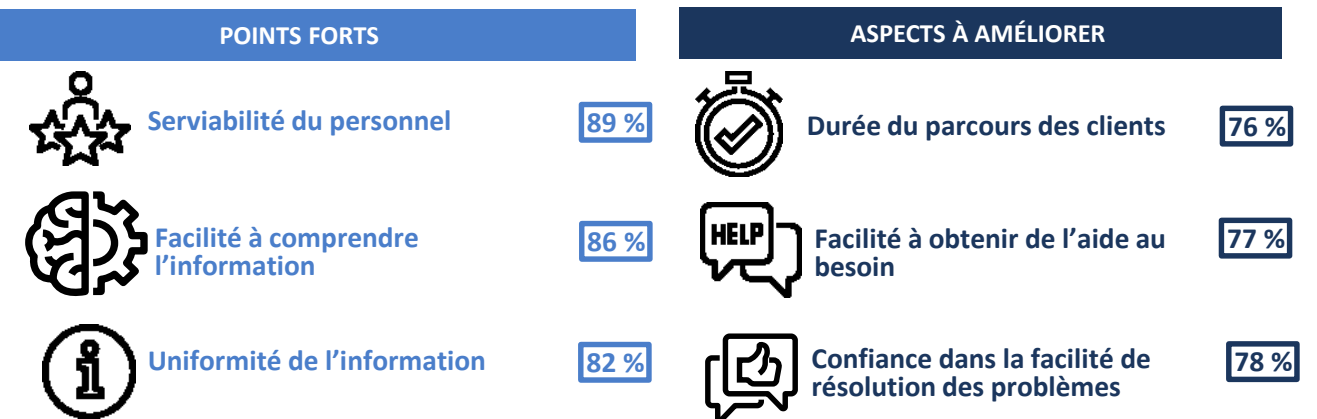 POINTS FORTS
Serviabilité du personnel
89 %
Facilité à comprendre
l’information
86 %
Uniformité de l’information
82 %
ASPECTS À AMÉLIORER
Durée du parcours des clients
76 %
HELP
Facilité à obtenir de l’aide au
besoin
77 %
Confiance dans la facilité de
résolution des problèmes
78 %